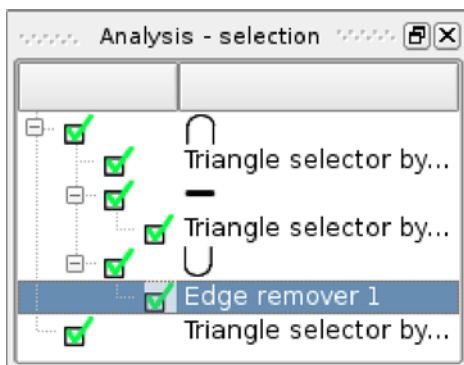 Analysis - selection
⋂
Triangle selector by...
−
Triangle selector by...
⋃
Edge remover 1
Triangle selector by...